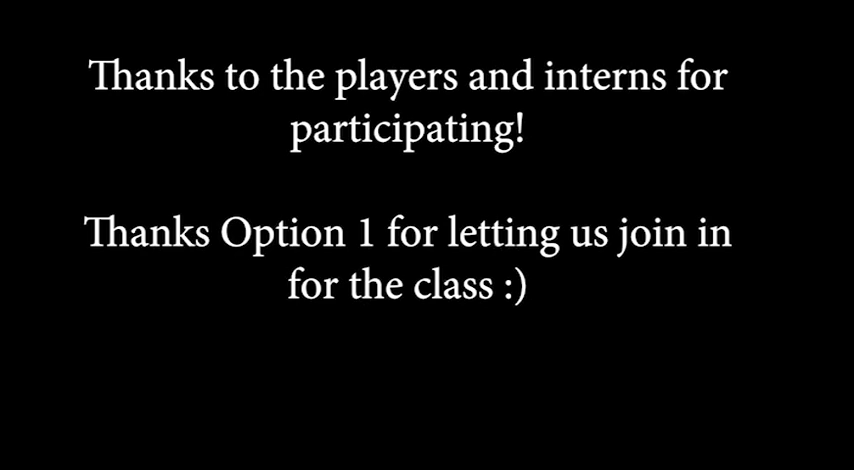 Thanks to the players and interns for
participating!
Thanks Option 1 for letting us join in
for the class :)